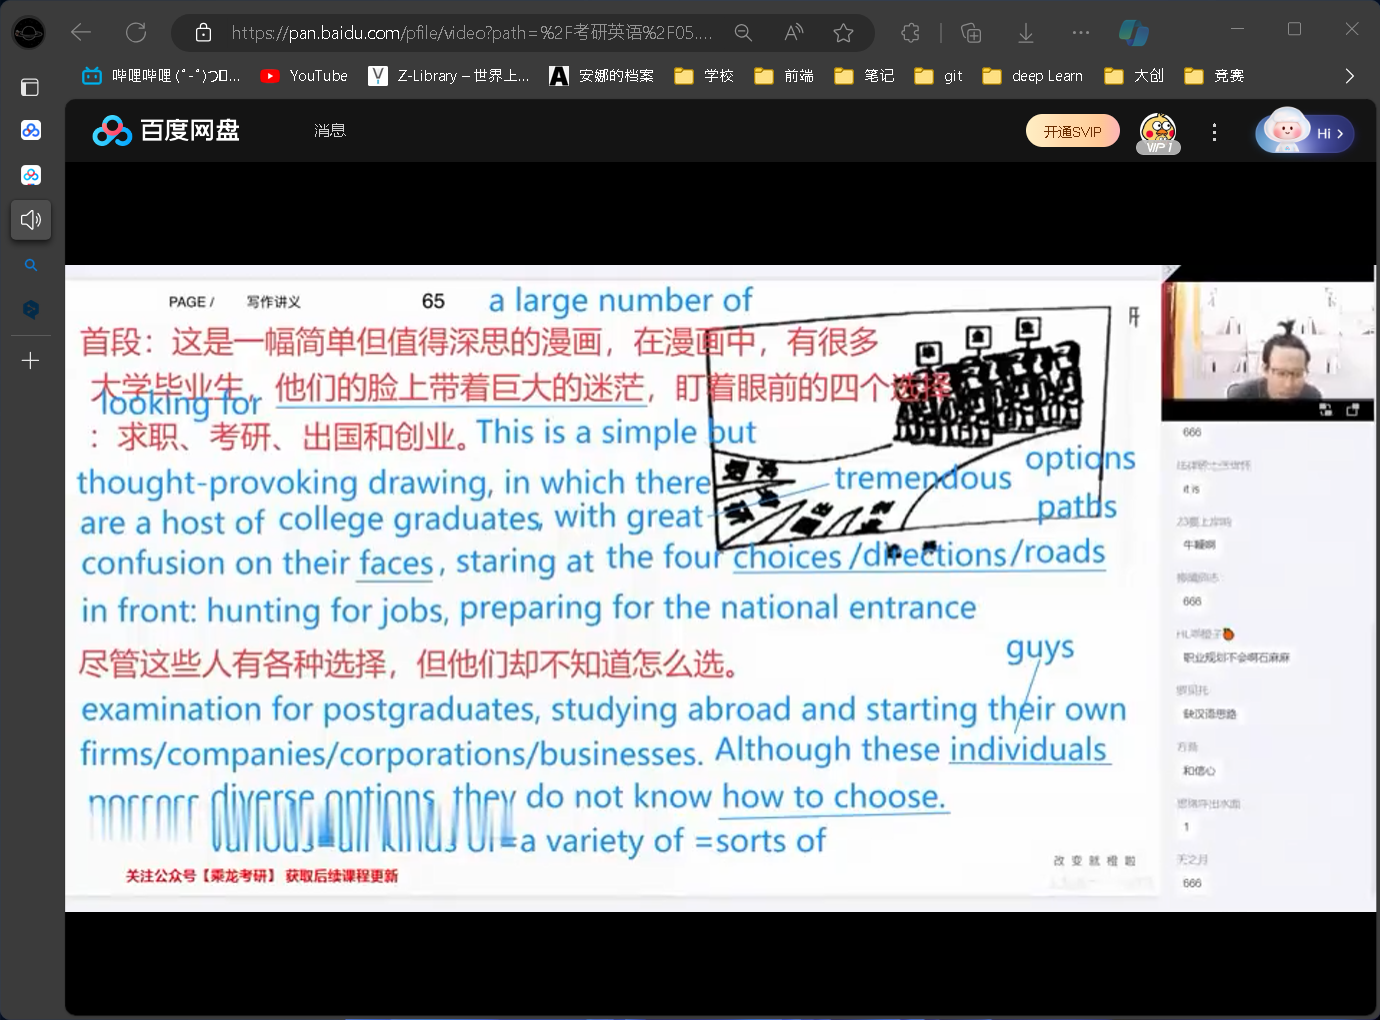 https://pan.baidu.com/pfile/video?path=%2F考研英语%2F05...
哔哩哔哩 (゜-゜)つ...
YouTube
Z-Library – 世界上...
安娜的档案
学校
前端
笔记
git
deep Learn
大创
竞赛
百度网盘
消息
开通SVIP
VIP 1
Hi
PAGE / 写作讲义 65
a large number of
首段：这是一幅简单但值得深思的漫画，在漫画中，有很多
大学毕业生，他们的脸上带着巨大的迷茫，盯着眼前的四个选择
looking for
：求职、考研、出国和创业。This is a simple but
options
thought-provoking drawing, in which there
tremendous
are a host of college graduates, with great
paths
confusion on their faces, staring at the four choices/directions/roads
in front: hunting for jobs, preparing for the national entrance
guys
尽管这些人有各种选择，但他们却不知道怎么选。
examination for postgraduates, studying abroad and starting their own
firms/companies/corporations/businesses. Although these individuals
diverse options, they do not know how to choose.
various=all kinds of=a variety of =sorts of
改变就橙啦
关注公众号【乘龙考研】 获取后续课程更新
666
it is
666
职业规划不会啊石麻麻
缺汉语思路
方是
和信心
1
天之月
666